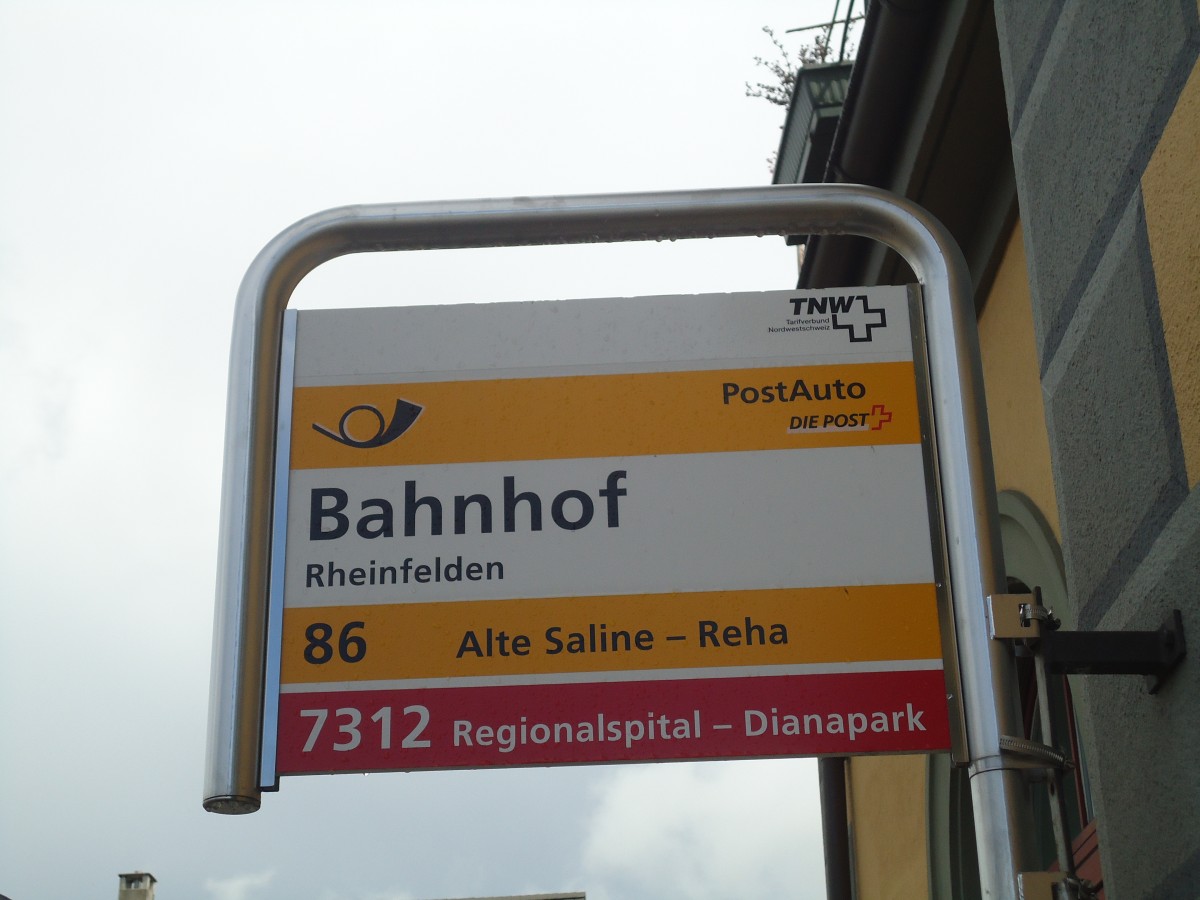 TNW
Tarifverbund
Nordwestschweiz
PostAuto
DIE POST
Bahnhof
Rheinfelden
86 Alte Saline – Reha
7312 Regionalspital – Dianapark